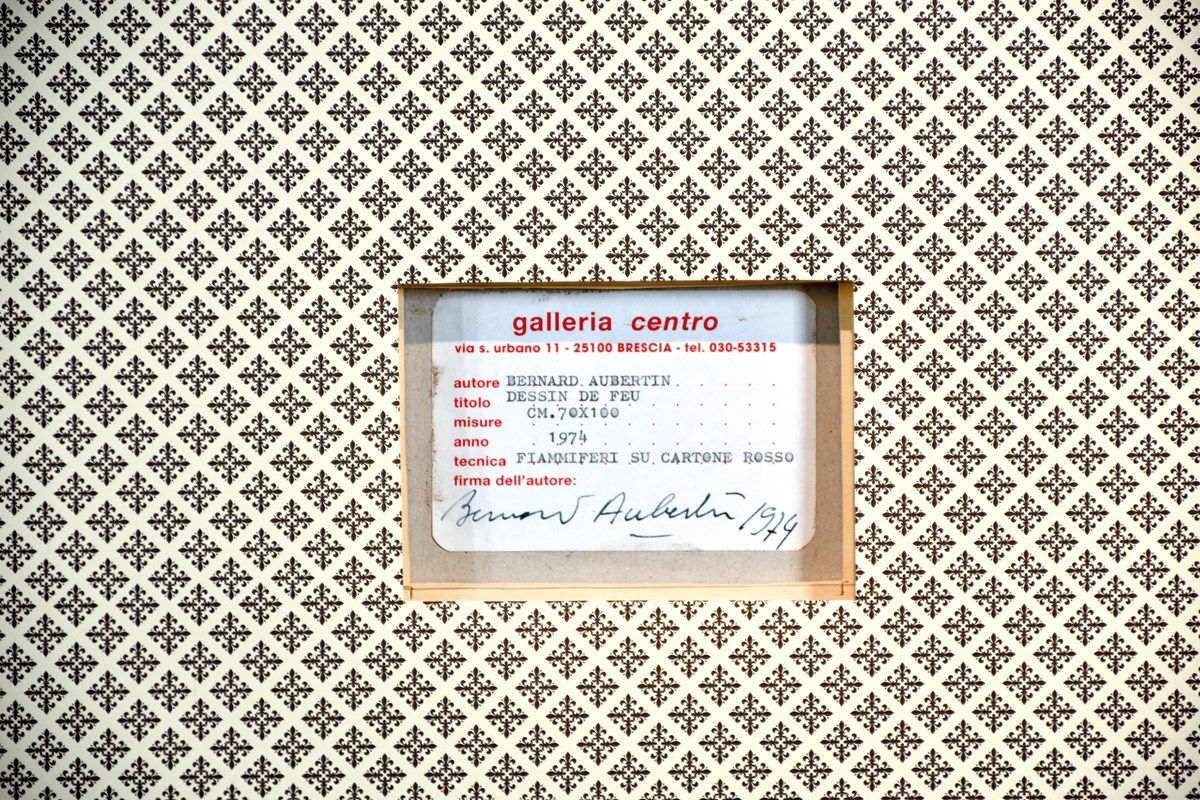 galleria centro
via s. urbano 11 - 25100 BRESCIA - tel. 030-53315
autore BERNARD AUBERTIN
titolo DESSIN DE FEU
misure CM.70X100
anno 1974
tecnica FIAMMIFERI SU CARTONE ROSSO
firma dell'autore:
Bernard Aubertin 1974